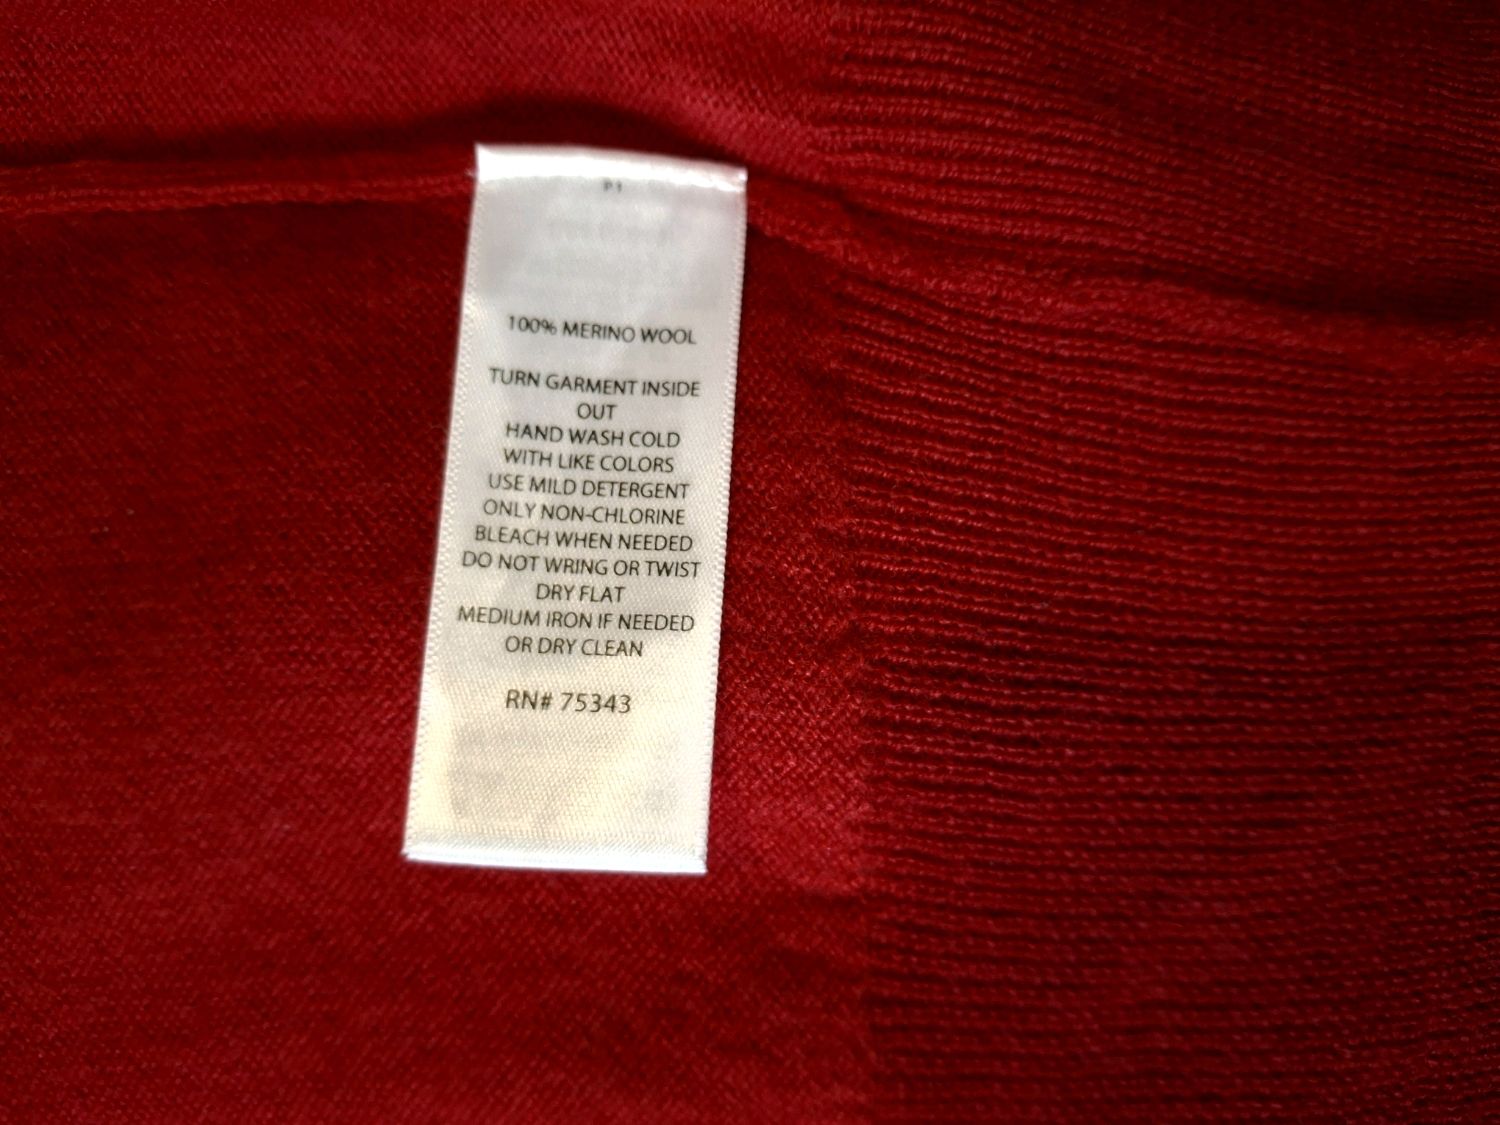 P1
100% MERINO WOOL
TURN GARMENT INSIDE
OUT
HAND WASH COLD
WITH LIKE COLORS
USE MILD DETERGENT
ONLY NON-CHLORINE
BLEACH WHEN NEEDED
DO NOT WRING OR TWIST
DRY FLAT
MEDIUM IRON IF NEEDED
OR DRY CLEAN
RN# 75343